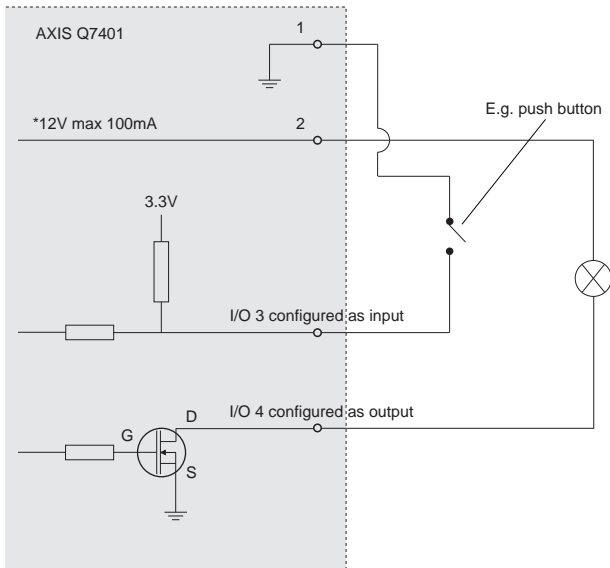 AXIS Q7401
1
*12V max 100mA
2
E.g. push button
3.3V
I/O 3 configured as input
I/O 4 configured as output
D
G
S